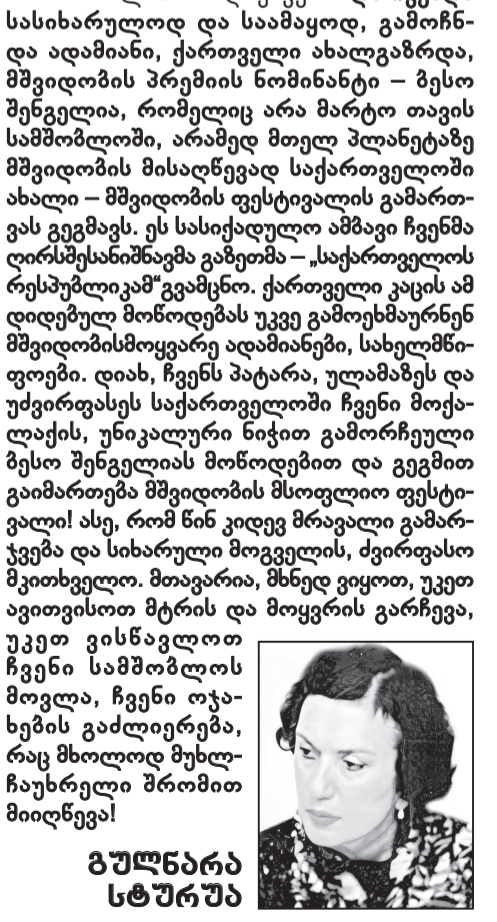 სასიხარულოდ და საამაყოდ, გამოჩნ-
და ადამიანი, ქართველი ახალგაზრდა,
მშვიდობის პრემიის ნომინანტი – ბესო
შენგელია, რომელიც არა მარტო თავის
სამშობლოში, არამედ მთელ პლანეტაზე
მშვიდობის მისაღწევად საქართველოში
ახალი – მშვიდობის ფესტივალის გამართ-
ვას გეგმავს. ეს სასიქადულო ამბავი ჩვენმა
ღირსშესანიშნავმა გაზეთმა – „საქართველოს
რესპუბლიკამ“გვამცნო. ქართველი კაცის ამ
დიდებულ მოწოდებას უკვე გამოეხმაურნენ
მშვიდობისმოყვარე ადამიანები, სახელმწი-
ფოები. დიახ, ჩვენს პატარა, ულამაზეს და
უძვირფასეს საქართველოში ჩვენი მოქა-
ლაქის, უნიკალური ნიჭით გამორჩეული
ბესო შენგელიას მოწოდებით და გეგმით
გაიმართება მშვიდობის მსოფლიო ფესტი-
ვალი! ასე, რომ წინ კიდევ მრავალი გამარ-
ჯვება და სიხარული მოგველის, ძვირფასო
მკითხველო. მთავარია, მხნედ ვიყოთ, უკეთ
ავითვისოთ მტრის და მოყვრის გარჩევა,
უკეთ ვისწავლოთ
ჩვენი სამშობლოს
მოვლა, ჩვენი ოჯა-
ხების გაძლიერება,
რაც მხოლოდ მუხლ-
ჩაუხრელი შრომით
მიიღწევა!
გულნარა
სტურუა